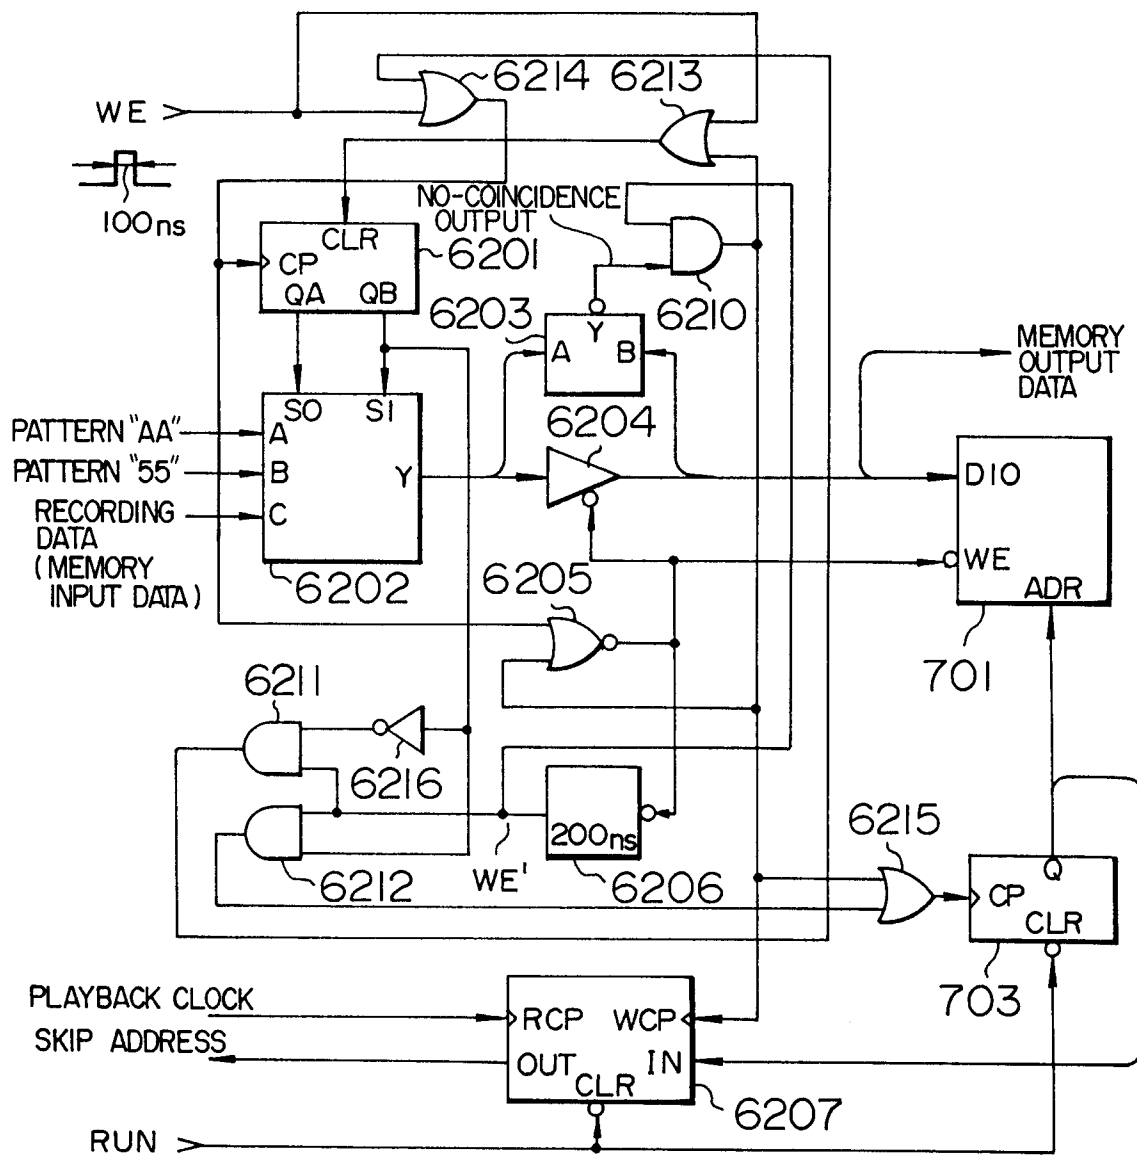 6214 6213
WE
100ns
NO-COINCIDENCE
OUTPUT
CLR
6201
CP
QA QB
6203
Y
6210
A B
MEMORY
OUTPUT
DATA
S0 S1
6204
PATTERN "AA"
A
PATTERN "55"
B
Y
DIO
RECORDING
DATA
(MEMORY
INPUT DATA)
C
6202
6205
WE
ADR
701
6211
6216
200ns
6215
WE'
6206
6212
Q
CP
CLR
703
PLAYBACK CLOCK
RCP WCP
SKIP ADDRESS
OUT IN
CLR
6207
RUN